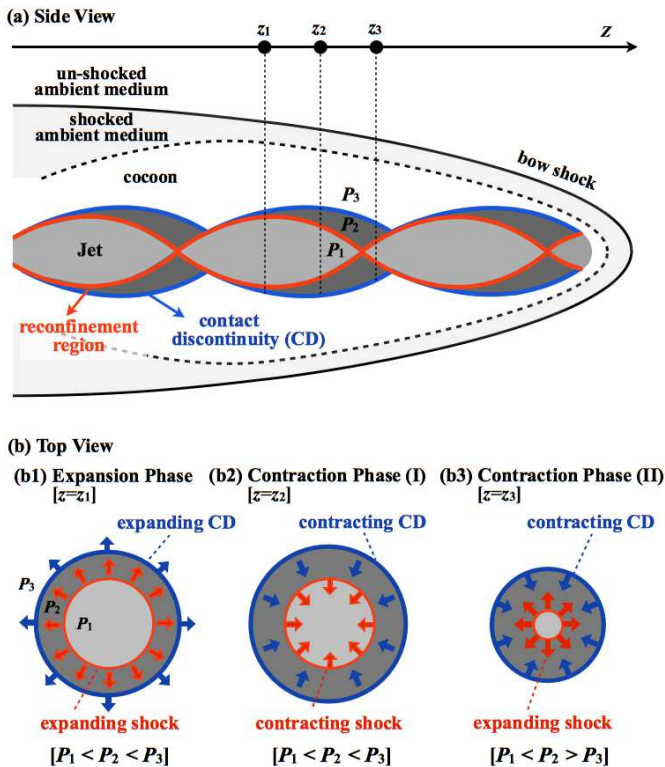 (a) Side View
z1 z2 z3 Z
un-shocked
ambient medium
shocked
ambient medium
bow shock
cocoon
P3
P2
P1
Jet
reconfinement
region
contact
discontinuity (CD)
(b) Top View
(b1) Expansion Phase
[z=z1]
(b2) Contraction Phase (I)
[z=z2]
(b3) Contraction Phase (II)
[z=z3]
expanding CD
contracting CD
contracting CD
P3
P2
P1
expanding shock
contracting shock
expanding shock
[P1 < P2 < P3]
[P1 < P2 < P3]
[P1 < P2 > P3]